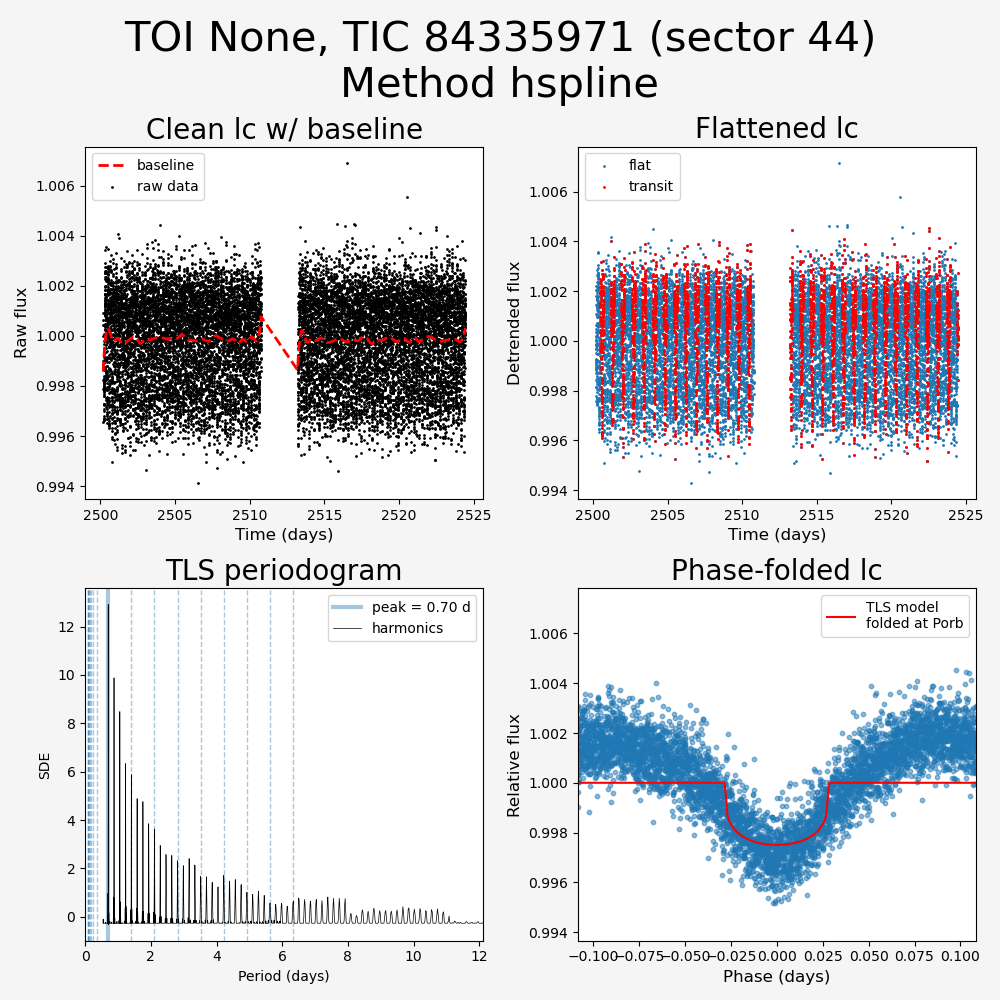 TOI None, TIC 84335971 (sector 44)
Method hspline
Clean lc w/ baseline
baseline
raw data
1.006
1.004
1.002
1.000
0.998
0.996
0.994
Raw flux
2500 2505 2510 2515 2520 2525
Time (days)
Flattened lc
flat
transit
1.006
1.004
1.002
1.000
0.998
0.996
0.994
Detrended flux
2500 2505 2510 2515 2520 2525
Time (days)
TLS periodogram
peak = 0.70 d
harmonics
12
10
8
6
4
2
0
SDE
0 2 4 6 8 10 12
Period (days)
Phase-folded lc
TLS model
folded at Porb
1.006
1.004
1.002
1.000
0.998
0.996
0.994
Relative flux
−0.100 −0.075 −0.050 −0.025 0.000 0.025 0.050 0.075 0.100
Phase (days)